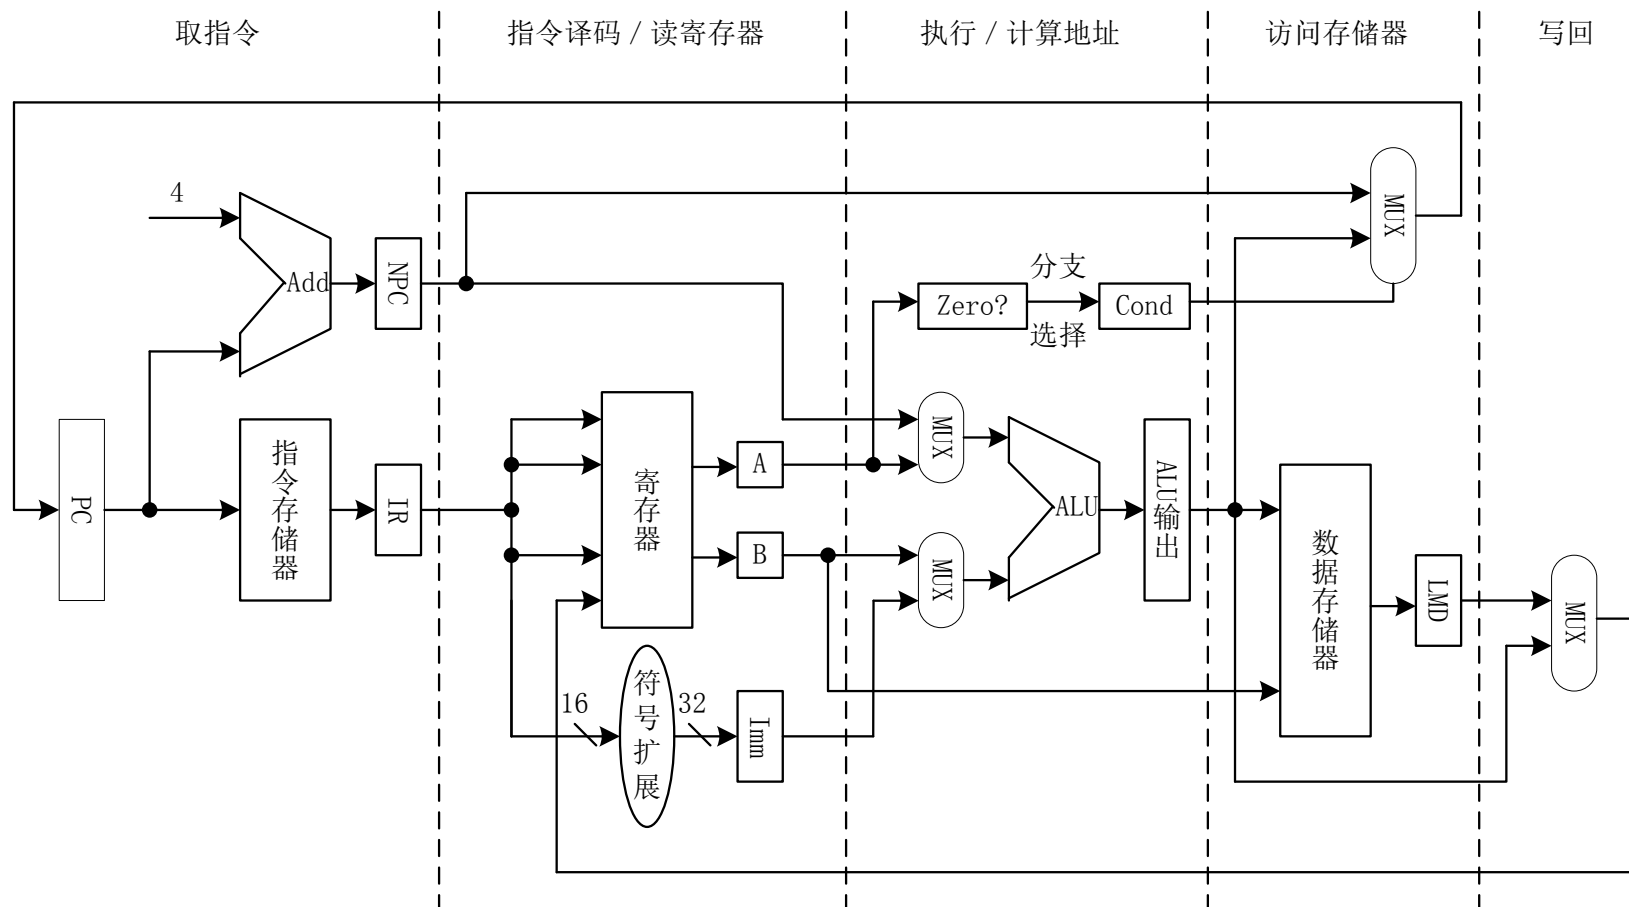 取指令
指令译码 / 读寄存器
执行 / 计算地址
访问存储器
写回
4
Add
NPC
MUX
分支
Zero?
Cond
选择
PC
指令存储器
IR
寄存器
A
B
MUX
MUX
ALU
ALU输出
数据存储器
LMD
MUX
16
符号扩展
32
Imm